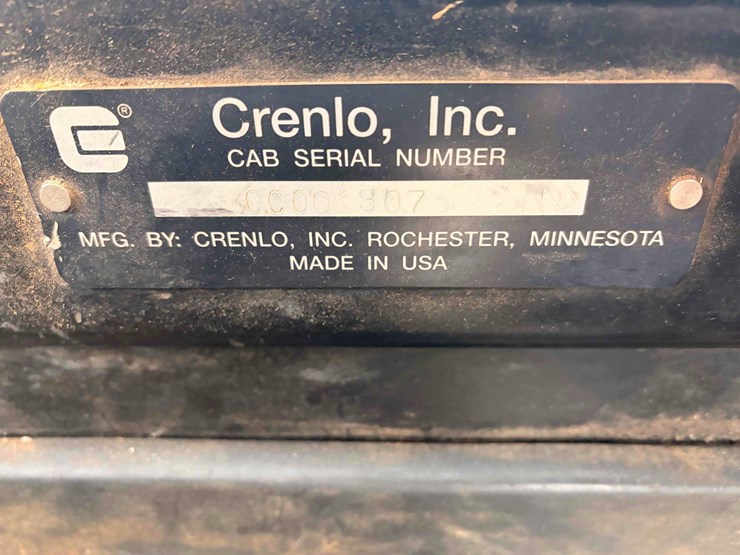 Crenlo, Inc.
CAB SERIAL NUMBER
MFG. BY: CRENLO, INC. ROCHESTER, MINNESOTA
MADE IN USA